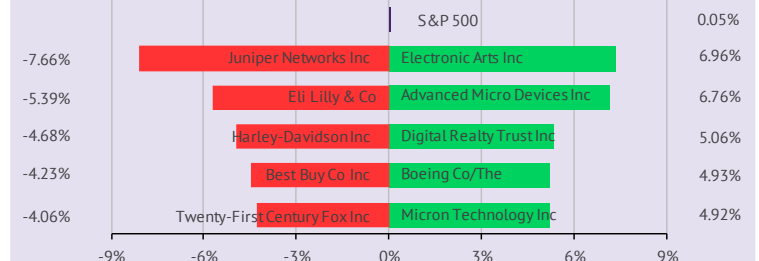 S&P 500 0.05%
-7.66% Juniper Networks Inc Electronic Arts Inc 6.96%
-5.39% Eli Lilly & Co Advanced Micro Devices Inc 6.76%
-4.68% Harley-Davidson Inc Digital Realty Trust Inc 5.06%
-4.23% Best Buy Co Inc Boeing Co/The 4.93%
-4.06% Twenty-First Century Fox Inc Micron Technology Inc 4.92%
-9% -6% -3% 0% 3% 6% 9%